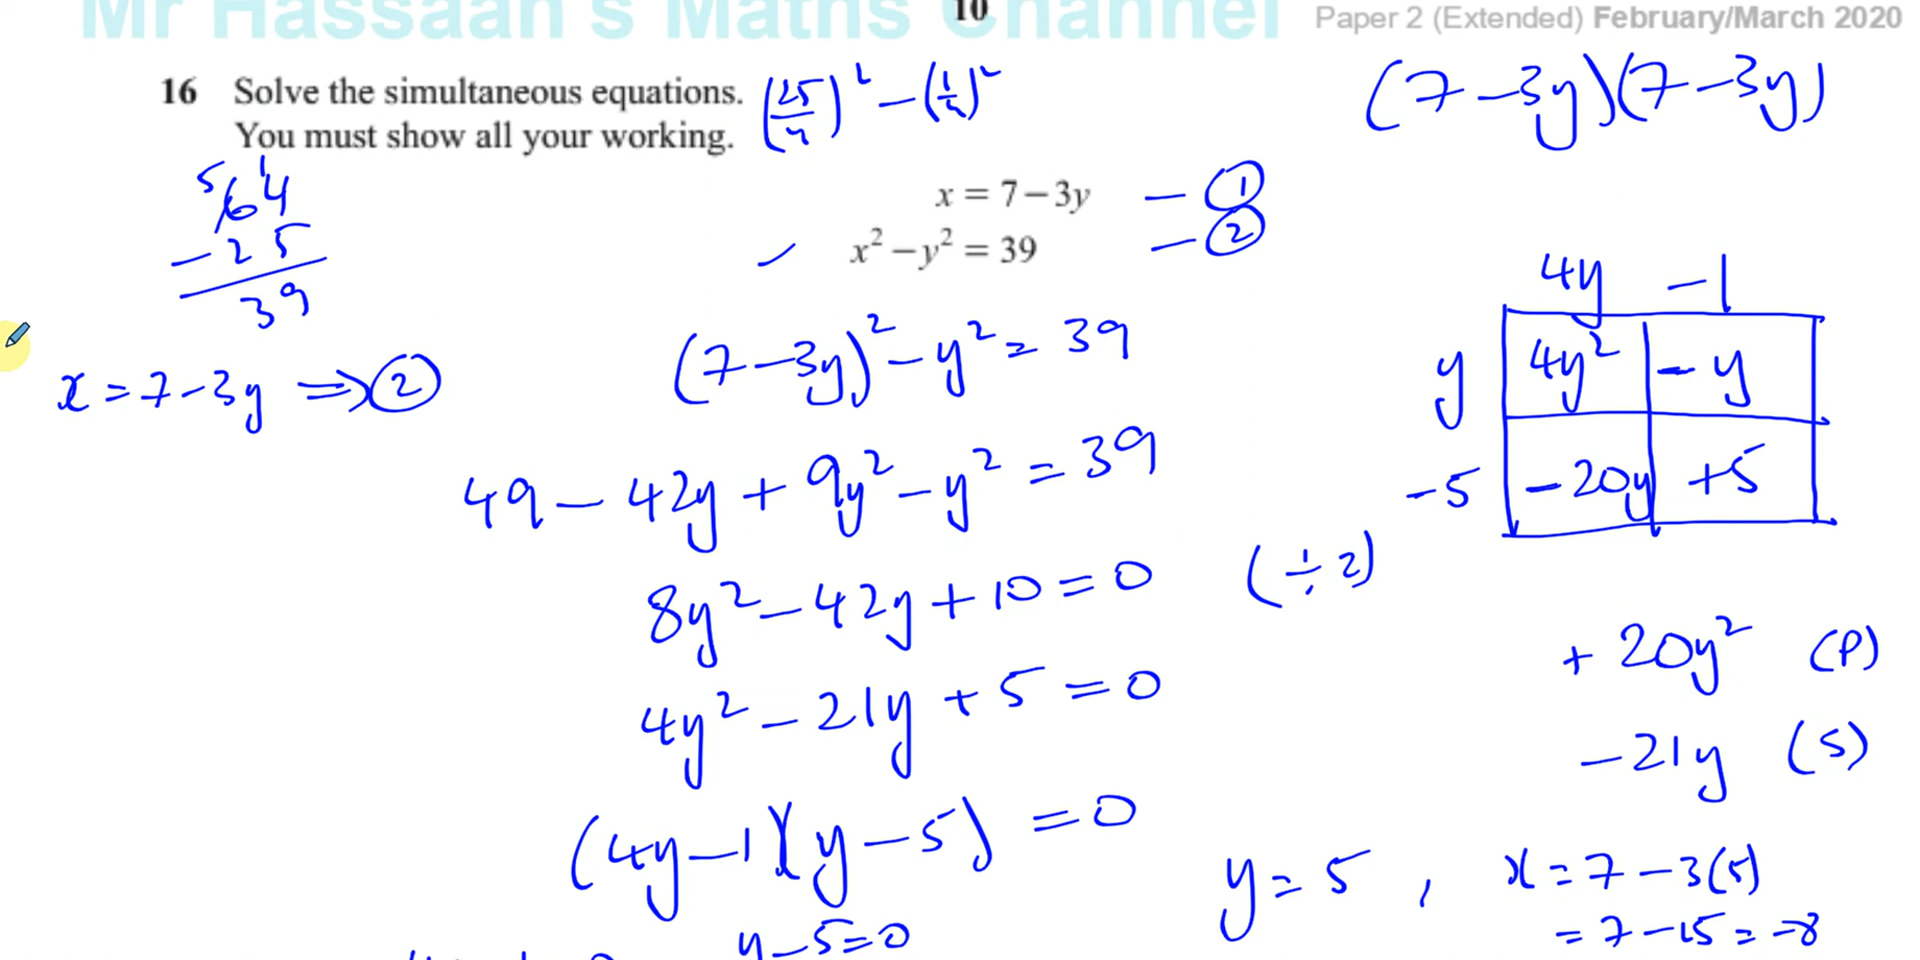 Mr Hassaan's Maths Channel
10
Paper 2 (Extended) February/March 2020
16 Solve the simultaneous equations.
You must show all your working.
(25/4)² - (1/4)²
(7-3y)(7-3y)
x = 7 - 3y - ①
x² - y² = 39 - ②
5 1
64
- 25
39
x = 7-3y ⇒ ②
(7-3y)² - y² = 39
49 - 42y + 9y² - y² = 39
8y² - 42y + 10 = 0 (÷2)
4y² - 21y + 5 = 0
(4y-1)(y-5) = 0
y-5=0
4y -1
y 4y² -y
-5 -20y +5
+ 20y² (P)
- 21y (S)
y = 5 , x = 7 - 3(5)
= 7 - 15 = -8